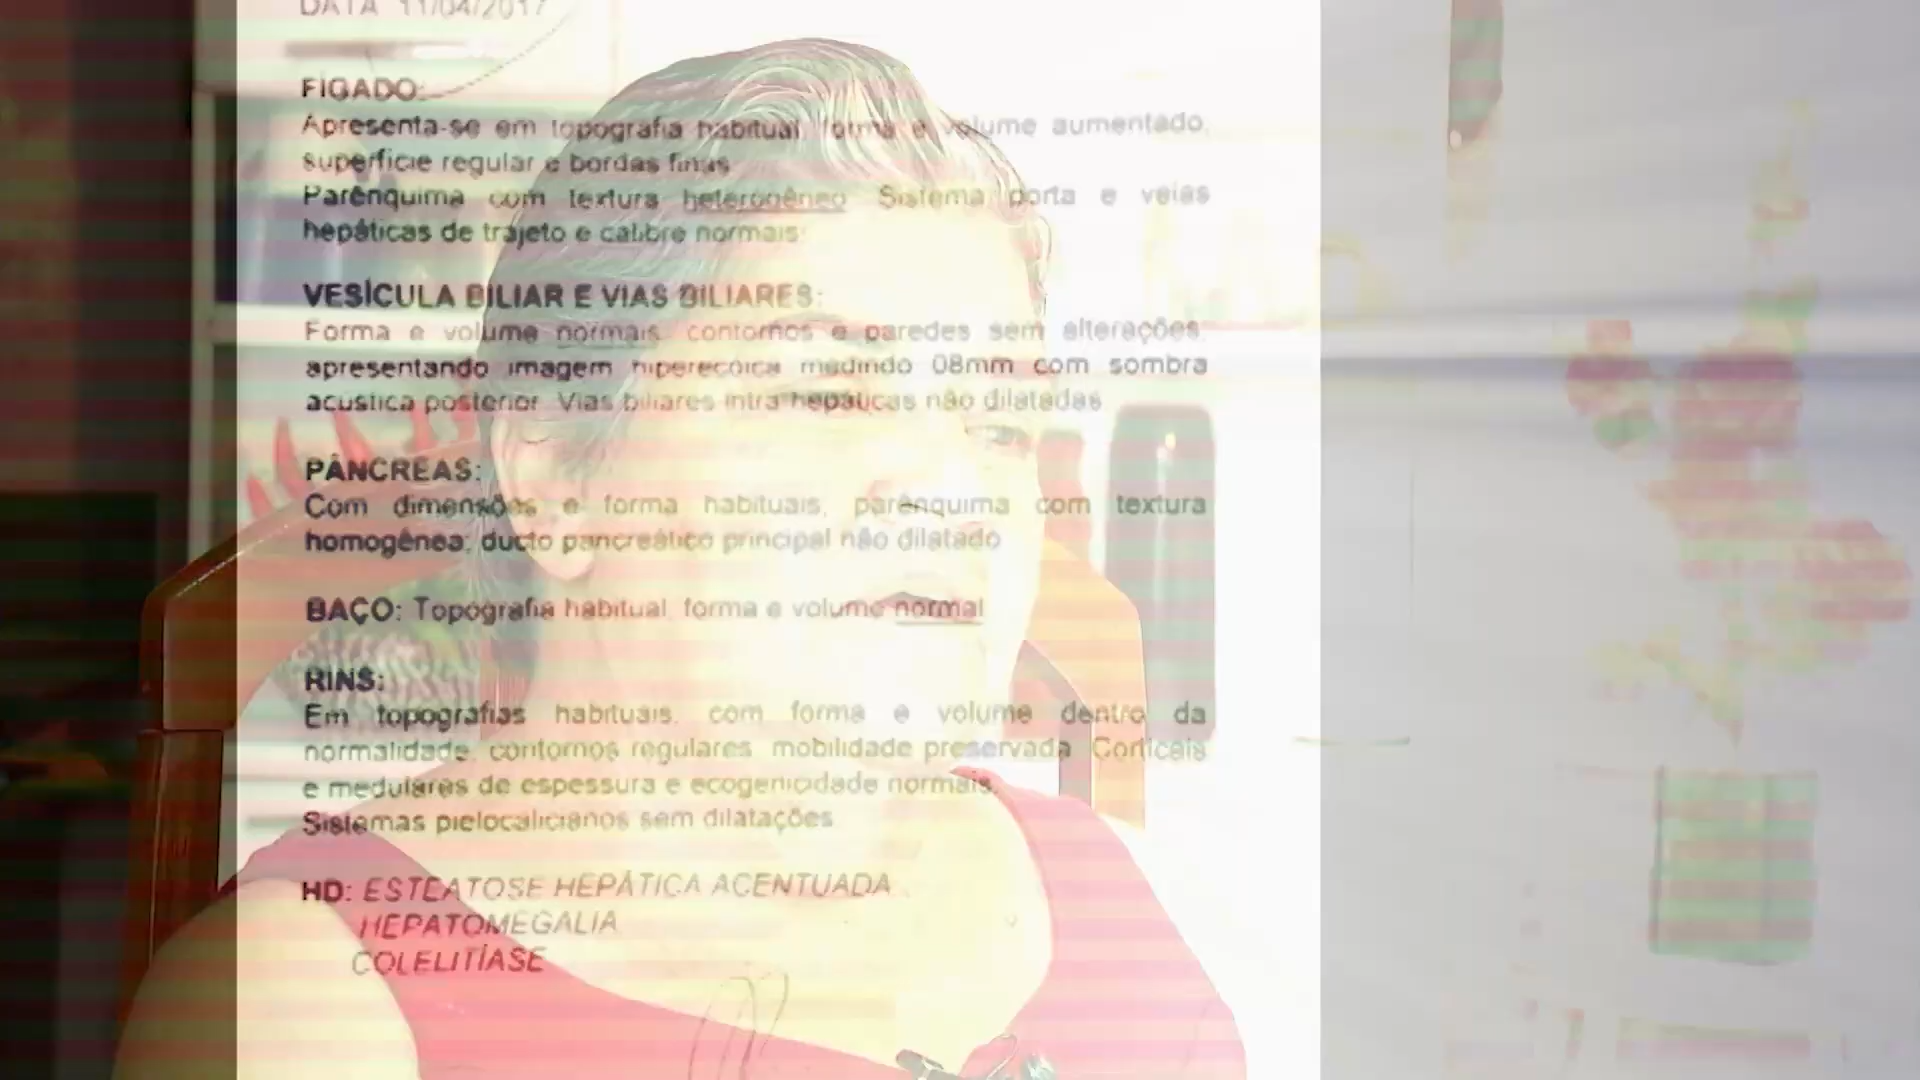 DATA 11/04/2017
FÍGADO:
Apresenta-se em topografia habitual, forma e volume aumentado,
superfície regular e bordas finas
Parênquima com textura heterogêneo Sistema porta e veias
hepáticas de trajeto e calibre normais
VESÍCULA BILIAR E VIAS BILIARES:
Forma e volume normais, contornos e paredes sem alterações,
apresentando imagem hiperecóica medindo 08mm com sombra
acustica posterior. Vias biliares intra hepáticas não dilatadas
PÂNCREAS:
Com dimensões e forma habituais, parênquima com textura
homogênea; ducto pancreático principal não dilatado
BAÇO: Topografia habitual, forma e volume normal
RINS:
Em topografias habituais, com forma e volume dentro da
normalidade, contornos regulares, mobilidade preservada. Corticais
e medulares de espessura e ecogenicidade normais.
Sistemas pielocalicianos sem dilatações
HD: ESTEATOSE HEPÁTICA ACENTUADA
HEPATOMEGALIA
COLELITÍASE